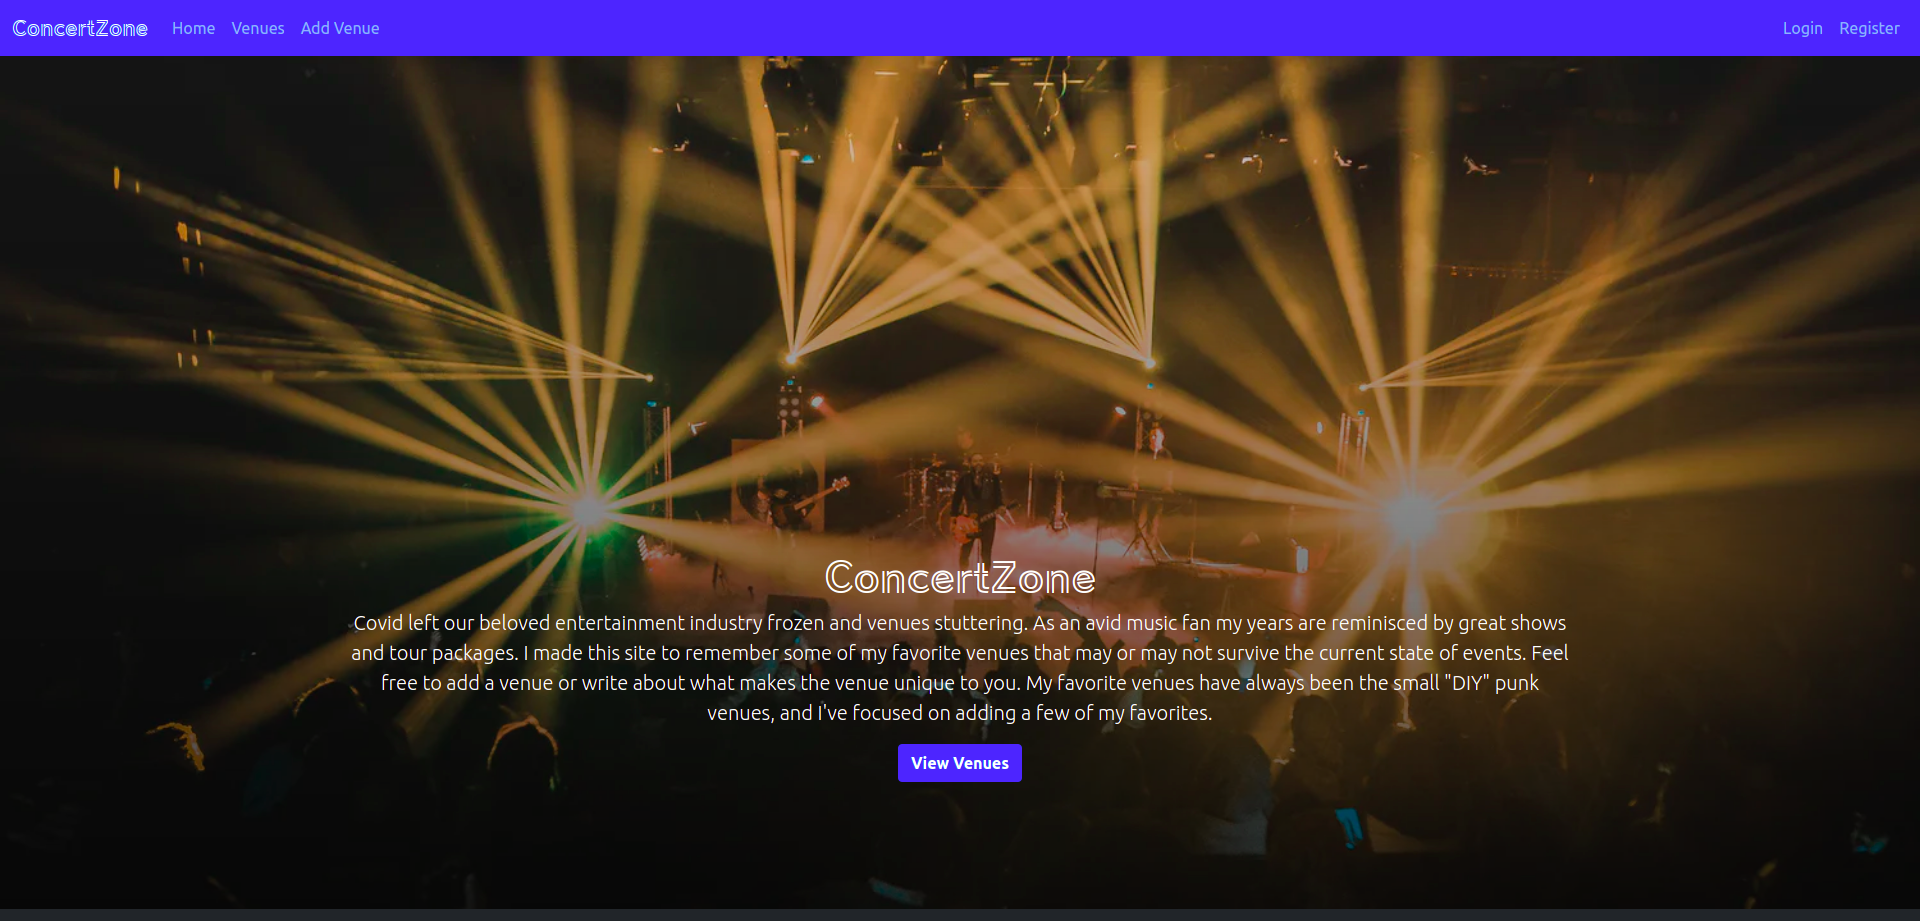 ConcertZone Home Venues Add Venue Login Register
ConcertZone
Covid left our beloved entertainment industry frozen and venues stuttering. As an avid music fan my years are reminisced by great shows
and tour packages. I made this site to remember some of my favorite venues that may or may not survive the current state of events. Feel
free to add a venue or write about what makes the venue unique to you. My favorite venues have always been the small "DIY" punk
venues, and I've focused on adding a few of my favorites.
View Venues